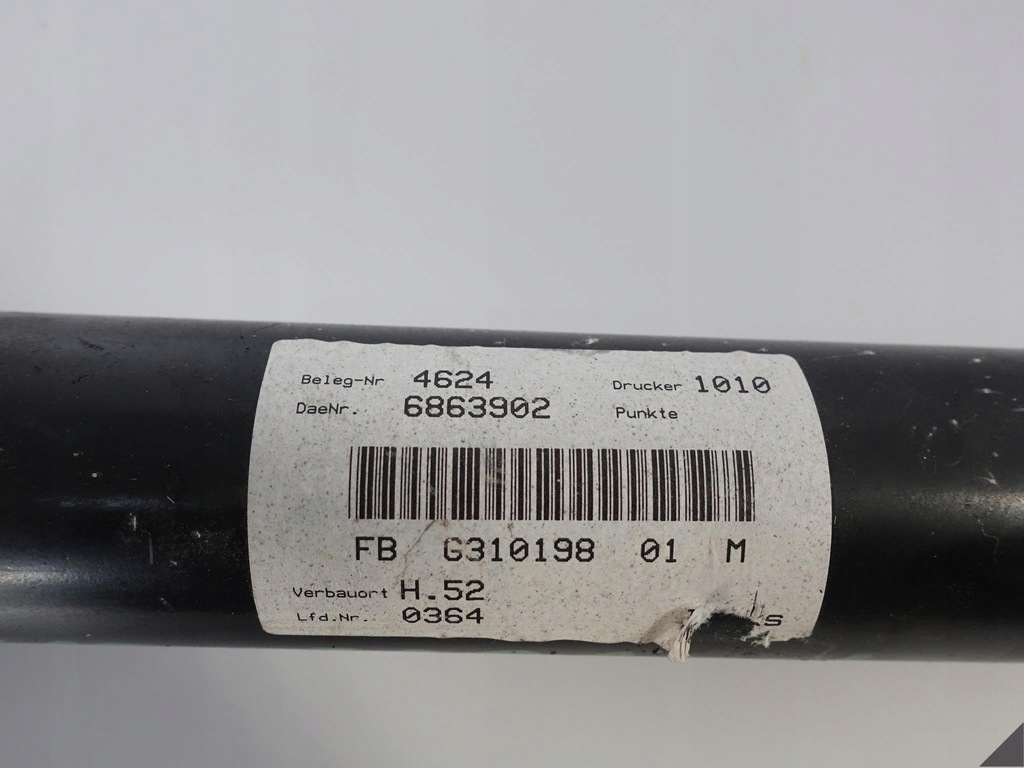 Beleg-Nr 4624 Drucker 1010
DaeNr. 6863902 Punkte
FB G310198 01 M
Verbauort H.52
Lfd.Nr. 0364